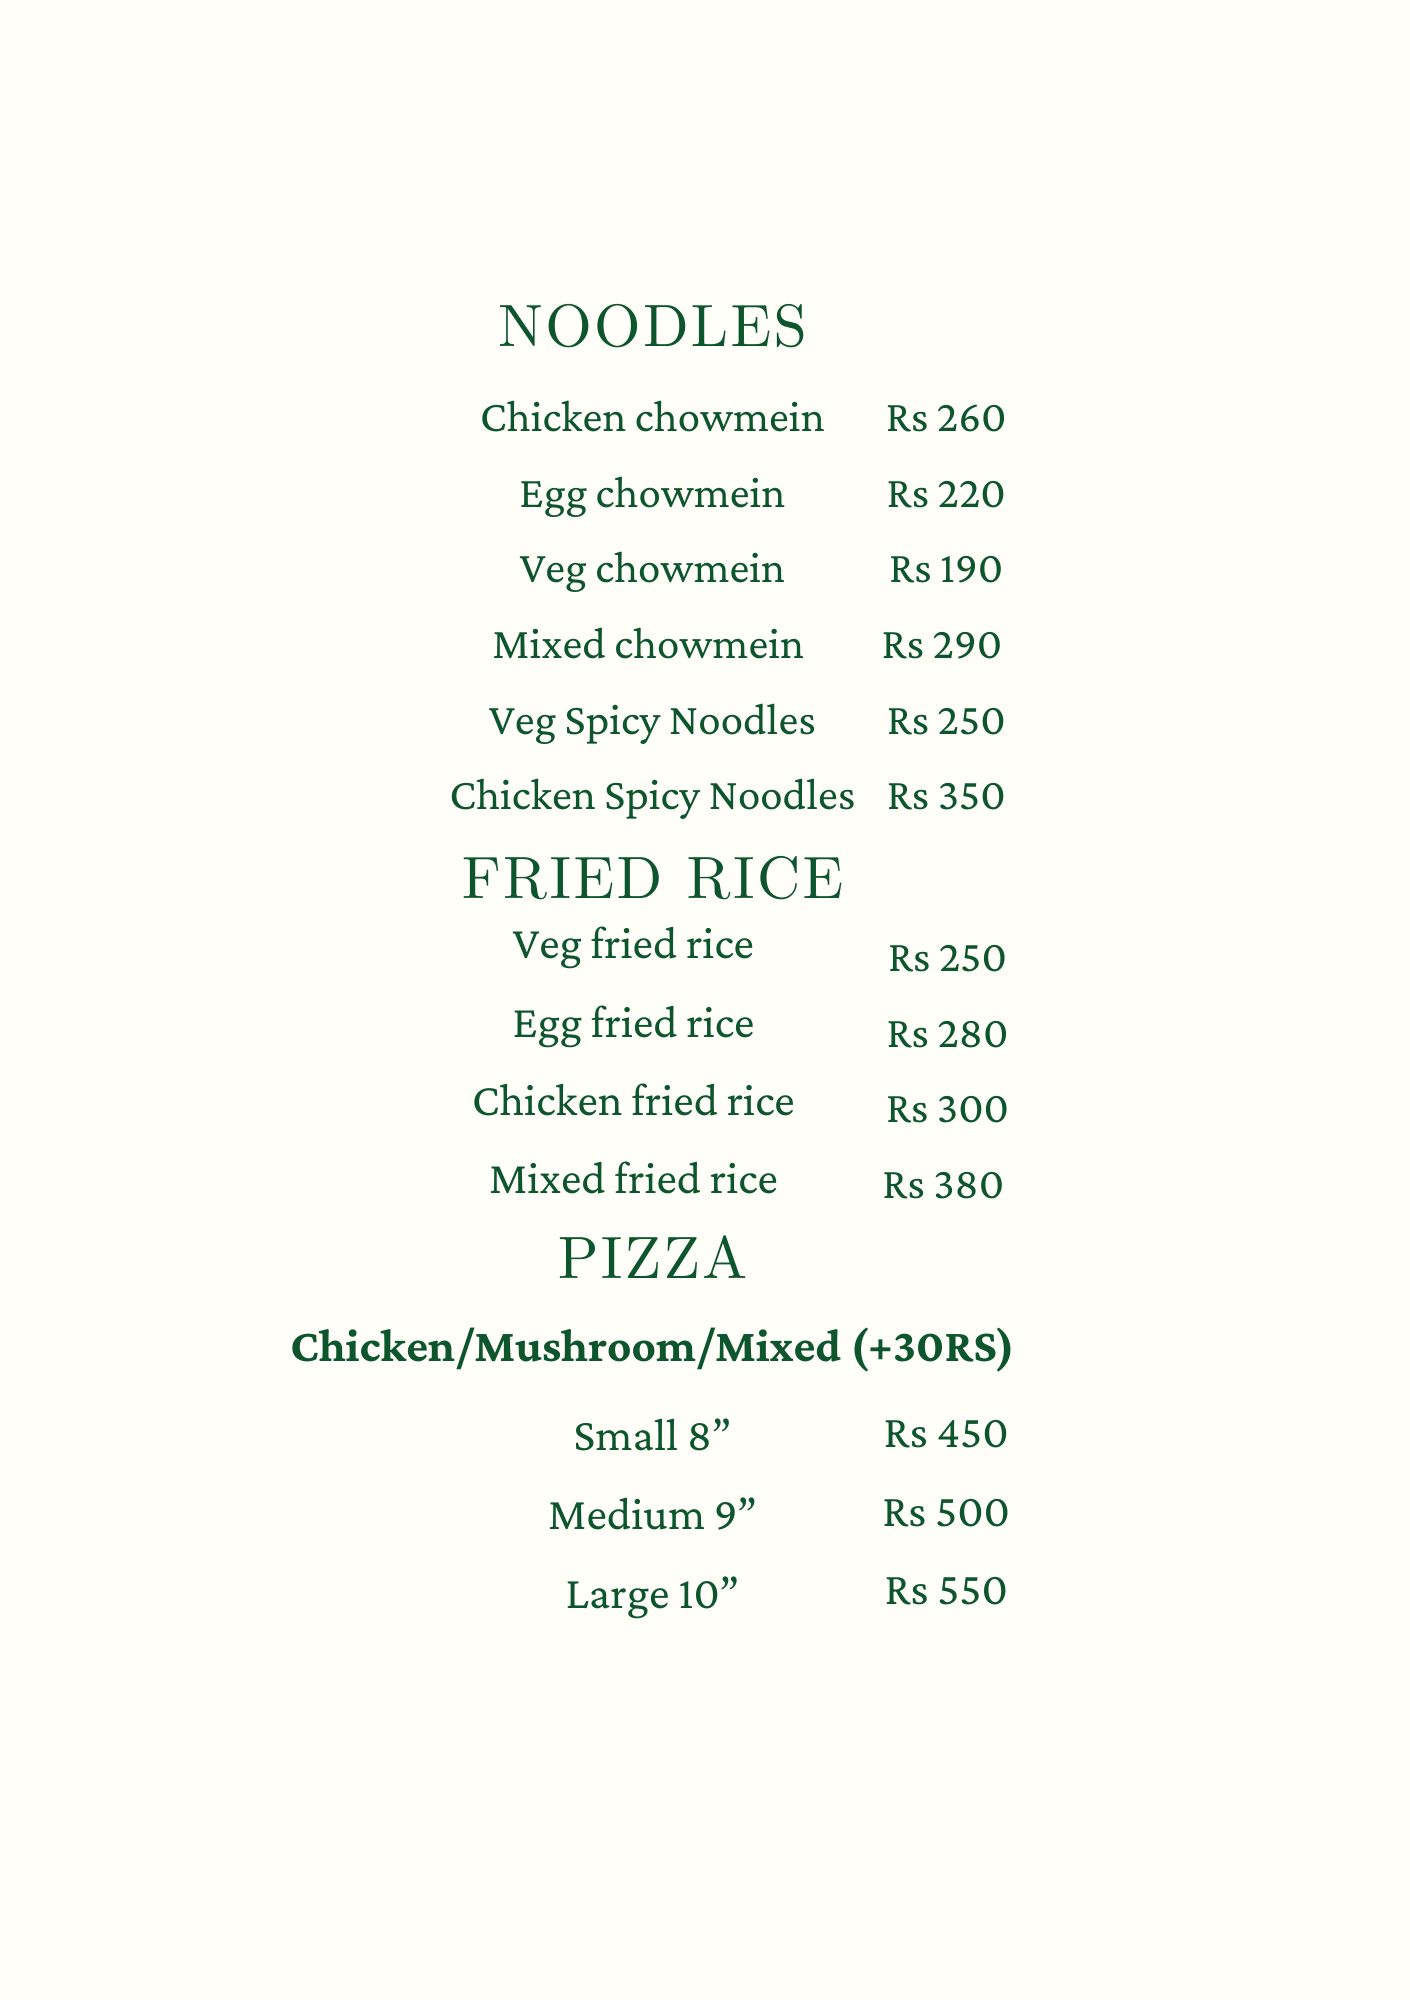 NOODLES
Chicken chowmein Rs 260
Egg chowmein Rs 220
Veg chowmein Rs 190
Mixed chowmein Rs 290
Veg Spicy Noodles Rs 250
Chicken Spicy Noodles Rs 350
FRIED RICE
Veg fried rice Rs 250
Egg fried rice Rs 280
Chicken fried rice Rs 300
Mixed fried rice Rs 380
PIZZA
Chicken/Mushroom/Mixed (+30RS)
Small 8” Rs 450
Medium 9” Rs 500
Large 10” Rs 550